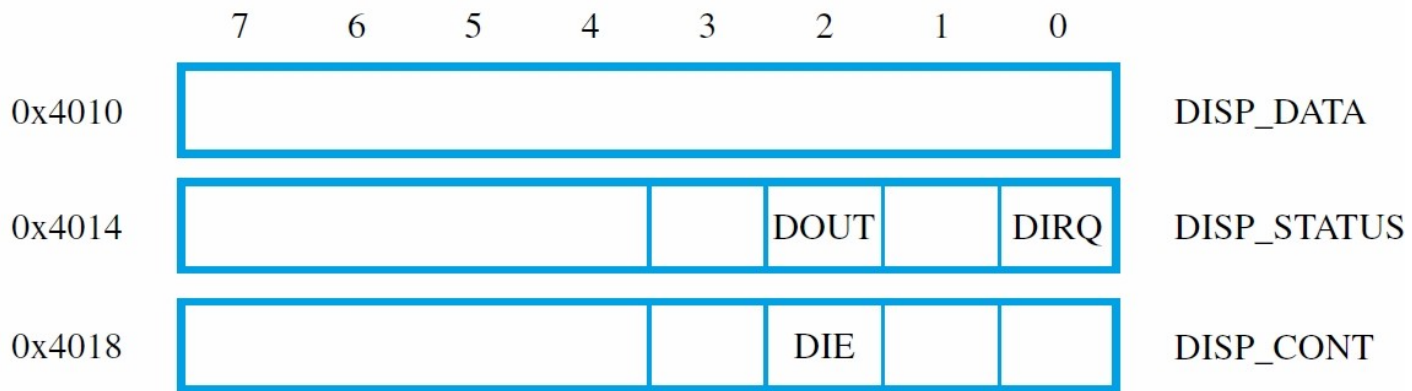 7 6 5 4 3 2 1 0
0x4010 DISP_DATA
0x4014 DOUT DIRQ DISP_STATUS
0x4018 DIE DISP_CONT